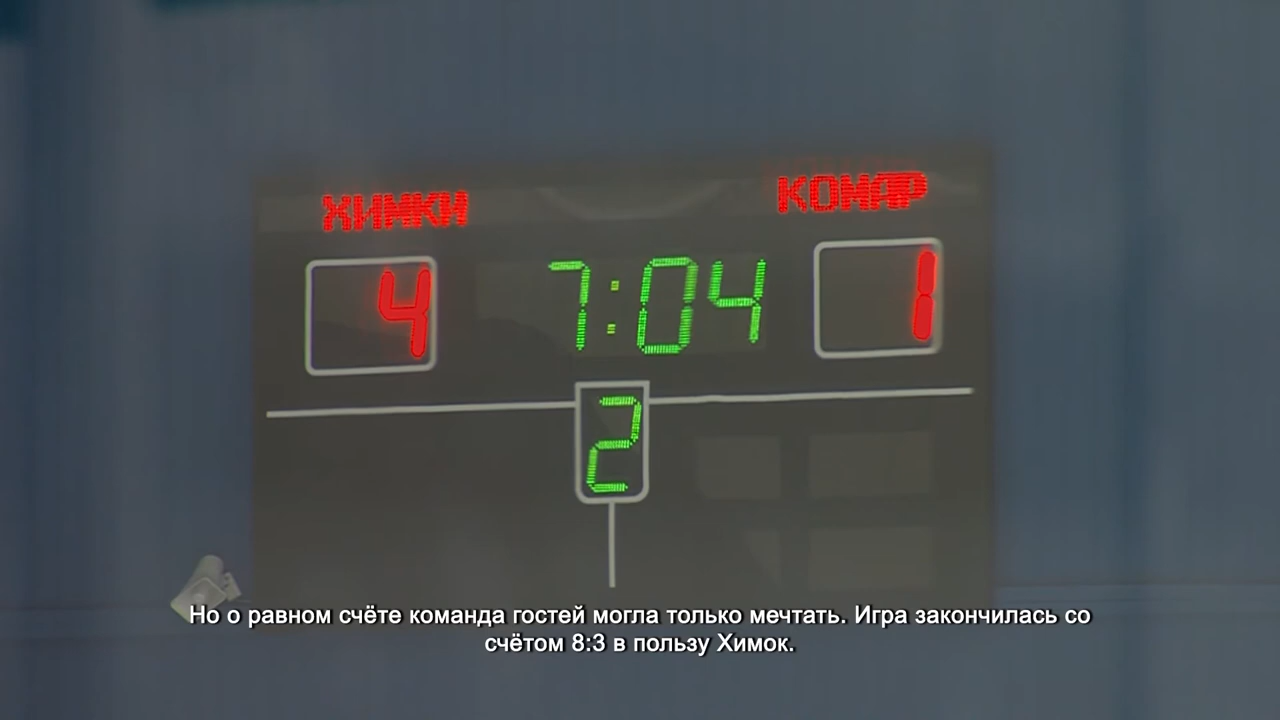 ХИМКИ
КОМАР
4
7:04
1
2
Но о равном счёте команда гостей могла только мечтать. Игра закончилась со
счётом 8:3 в пользу Химок.